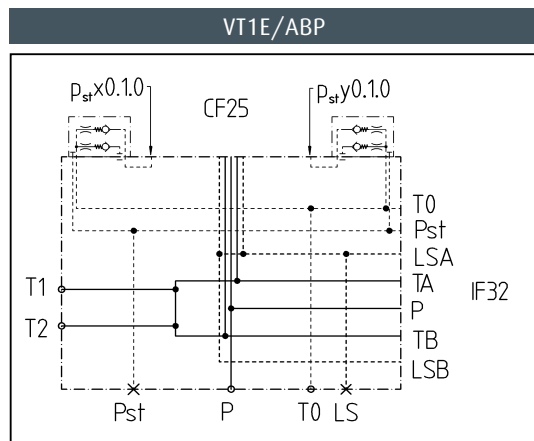 VT1E/ABP
pstx0.1.0
CF25
psty0.1.0
T0
Pst
LSA
T1
TA
IF32
P
T2
TB
LSB
Pst
P
T0
LS